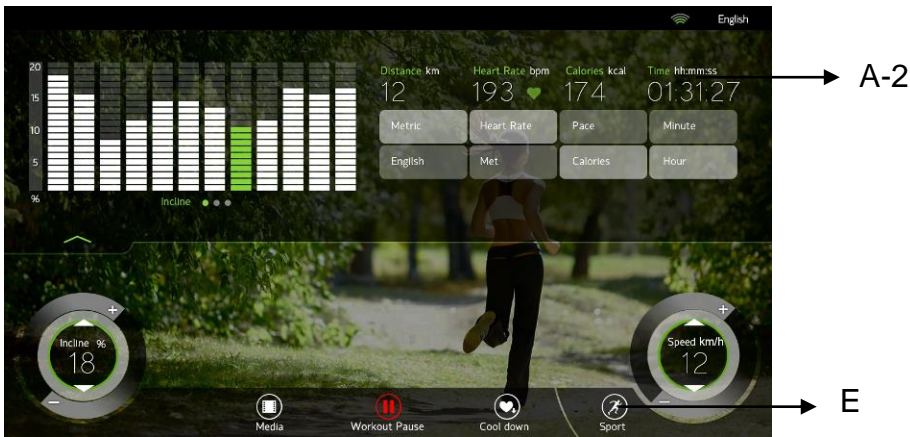 English
20
15
10
5
%
Incline
Distance km Heart Rate bpm Calories kcal Time hh:mm:ss
12 193 174 01:31:27
Metric Heart Rate Pace Minute
English Met Calories Hour
A-2
Incline %
18
Speed km/h
12
Media Workout Pause Cool down Sport
E